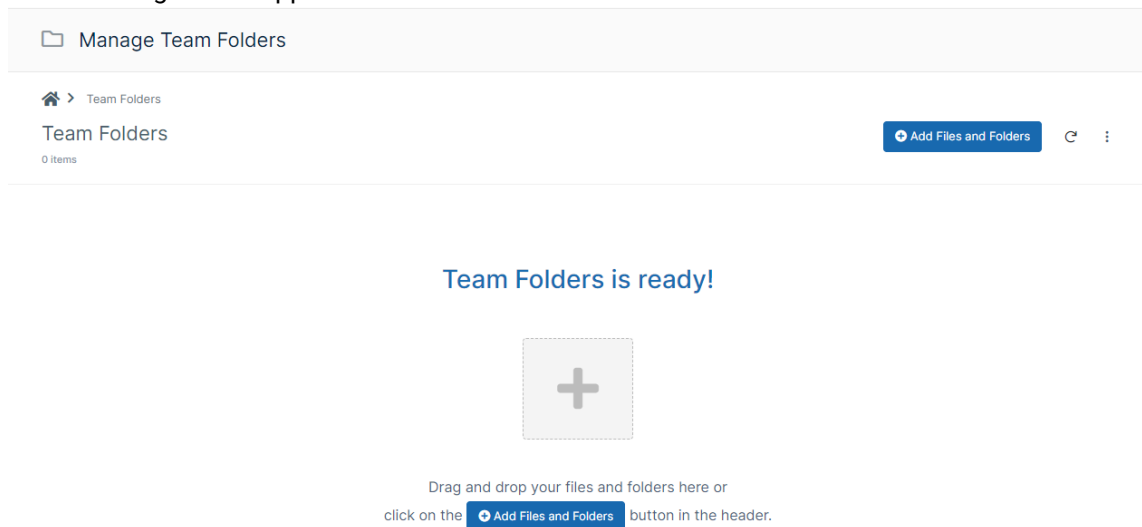 Manage Team Folders
Team Folders
Team Folders
Add Files and Folders
0 items
Team Folders is ready!
Drag and drop your files and folders here or
click on the Add Files and Folders button in the header.